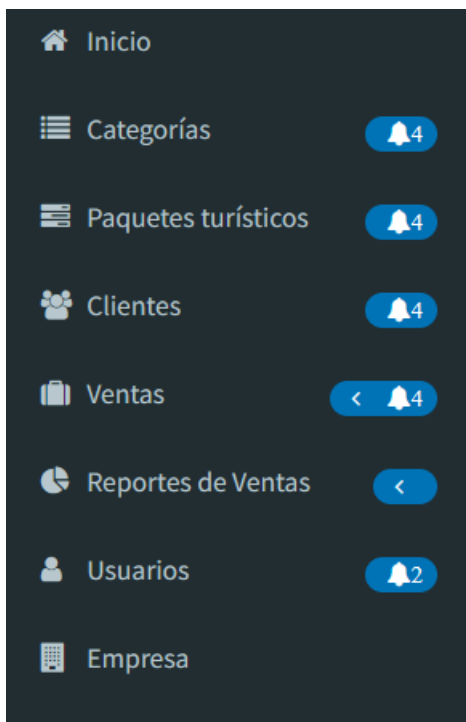 Inicio
Categorías 4
Paquetes turísticos 4
Clientes 4
Ventas 4
Reportes de Ventas
Usuarios 2
Empresa